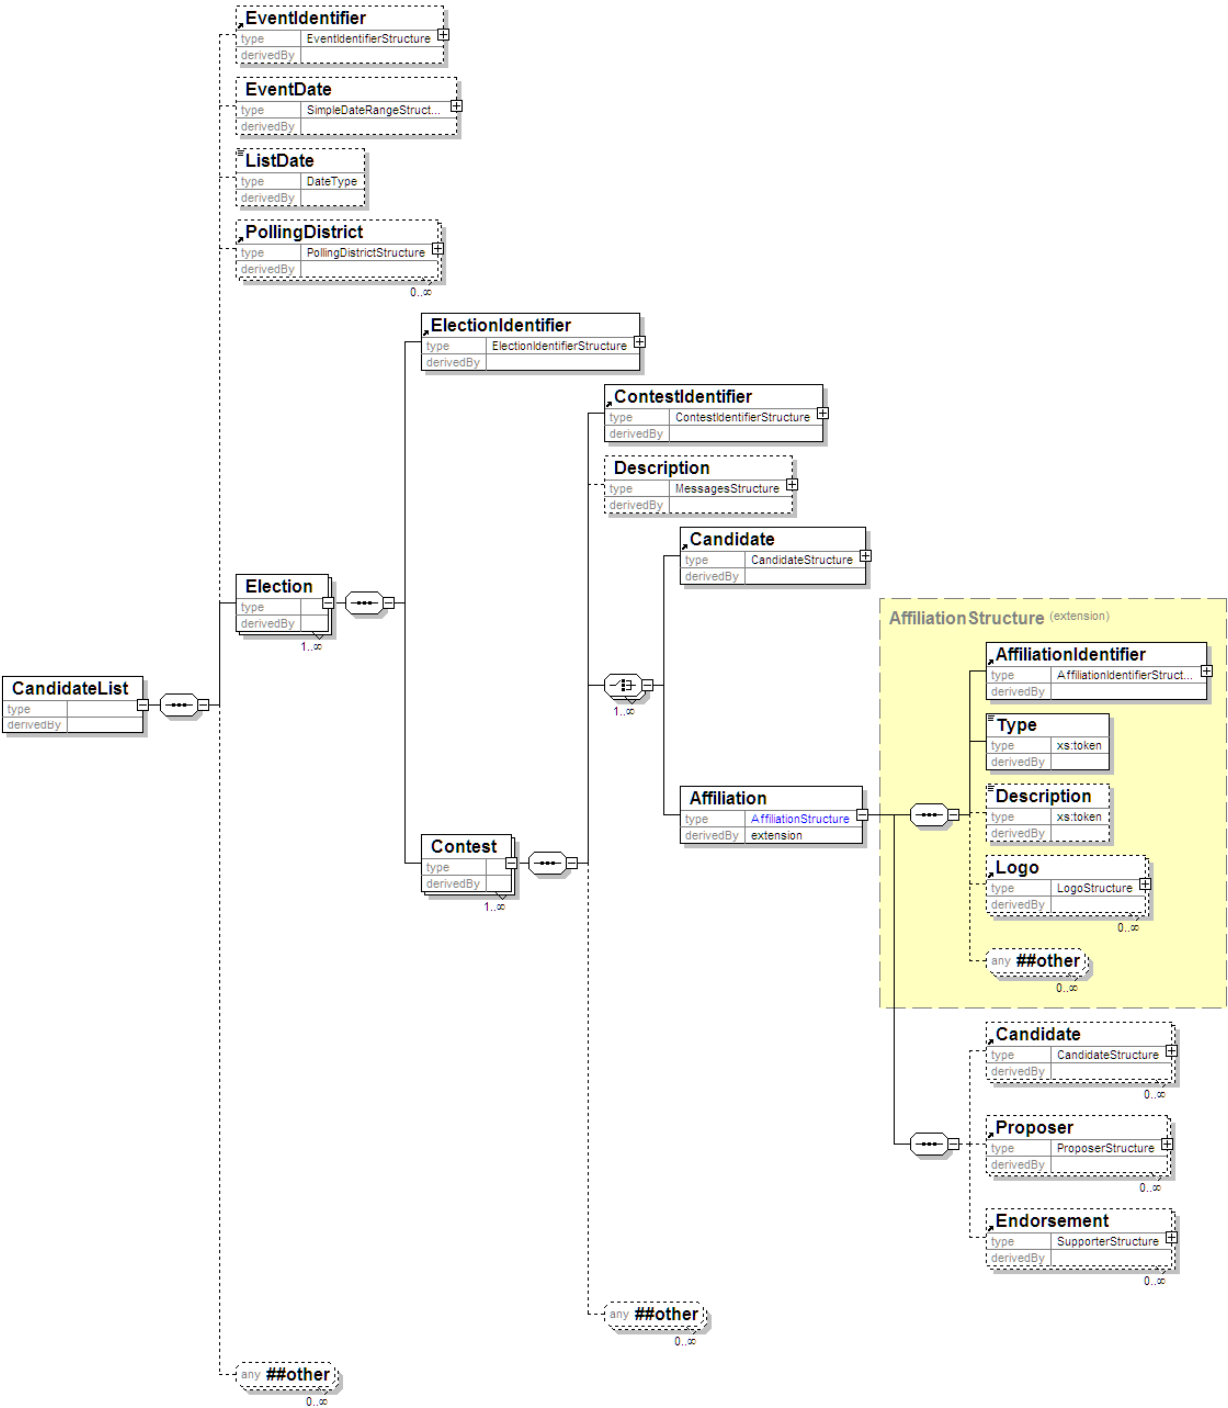 EventIdentifier
type EventIdentifierStructure
derivedBy
EventDate
type SimpleDateRangeStruct...
derivedBy
ListDate
type DateType
derivedBy
PollingDistrict
type PollingDistrictStructure
derivedBy
0..∞
ElectionIdentifier
type ElectionIdentifierStructure
derivedBy
ContestIdentifier
type ContestIdentifierStructure
derivedBy
Description
type MessagesStructure
derivedBy
Candidate
type CandidateStructure
derivedBy
Election
type
derivedBy
1..∞
AffiliationStructure (extension)
AffiliationIdentifier
type AffiliationIdentifierStruct...
derivedBy
CandidateList
type
derivedBy
1..∞
Type
type xs:token
derivedBy
Affiliation
type AffiliationStructure
derivedBy extension
Description
type xs:token
derivedBy
Contest
type
derivedBy
1..∞
Logo
type LogoStructure
derivedBy
0..∞
any ##other
0..∞
Candidate
type CandidateStructure
derivedBy
0..∞
Proposer
type ProposerStructure
derivedBy
0..∞
Endorsement
type SupporterStructure
derivedBy
0..∞
any ##other
0..∞
any ##other
0..∞